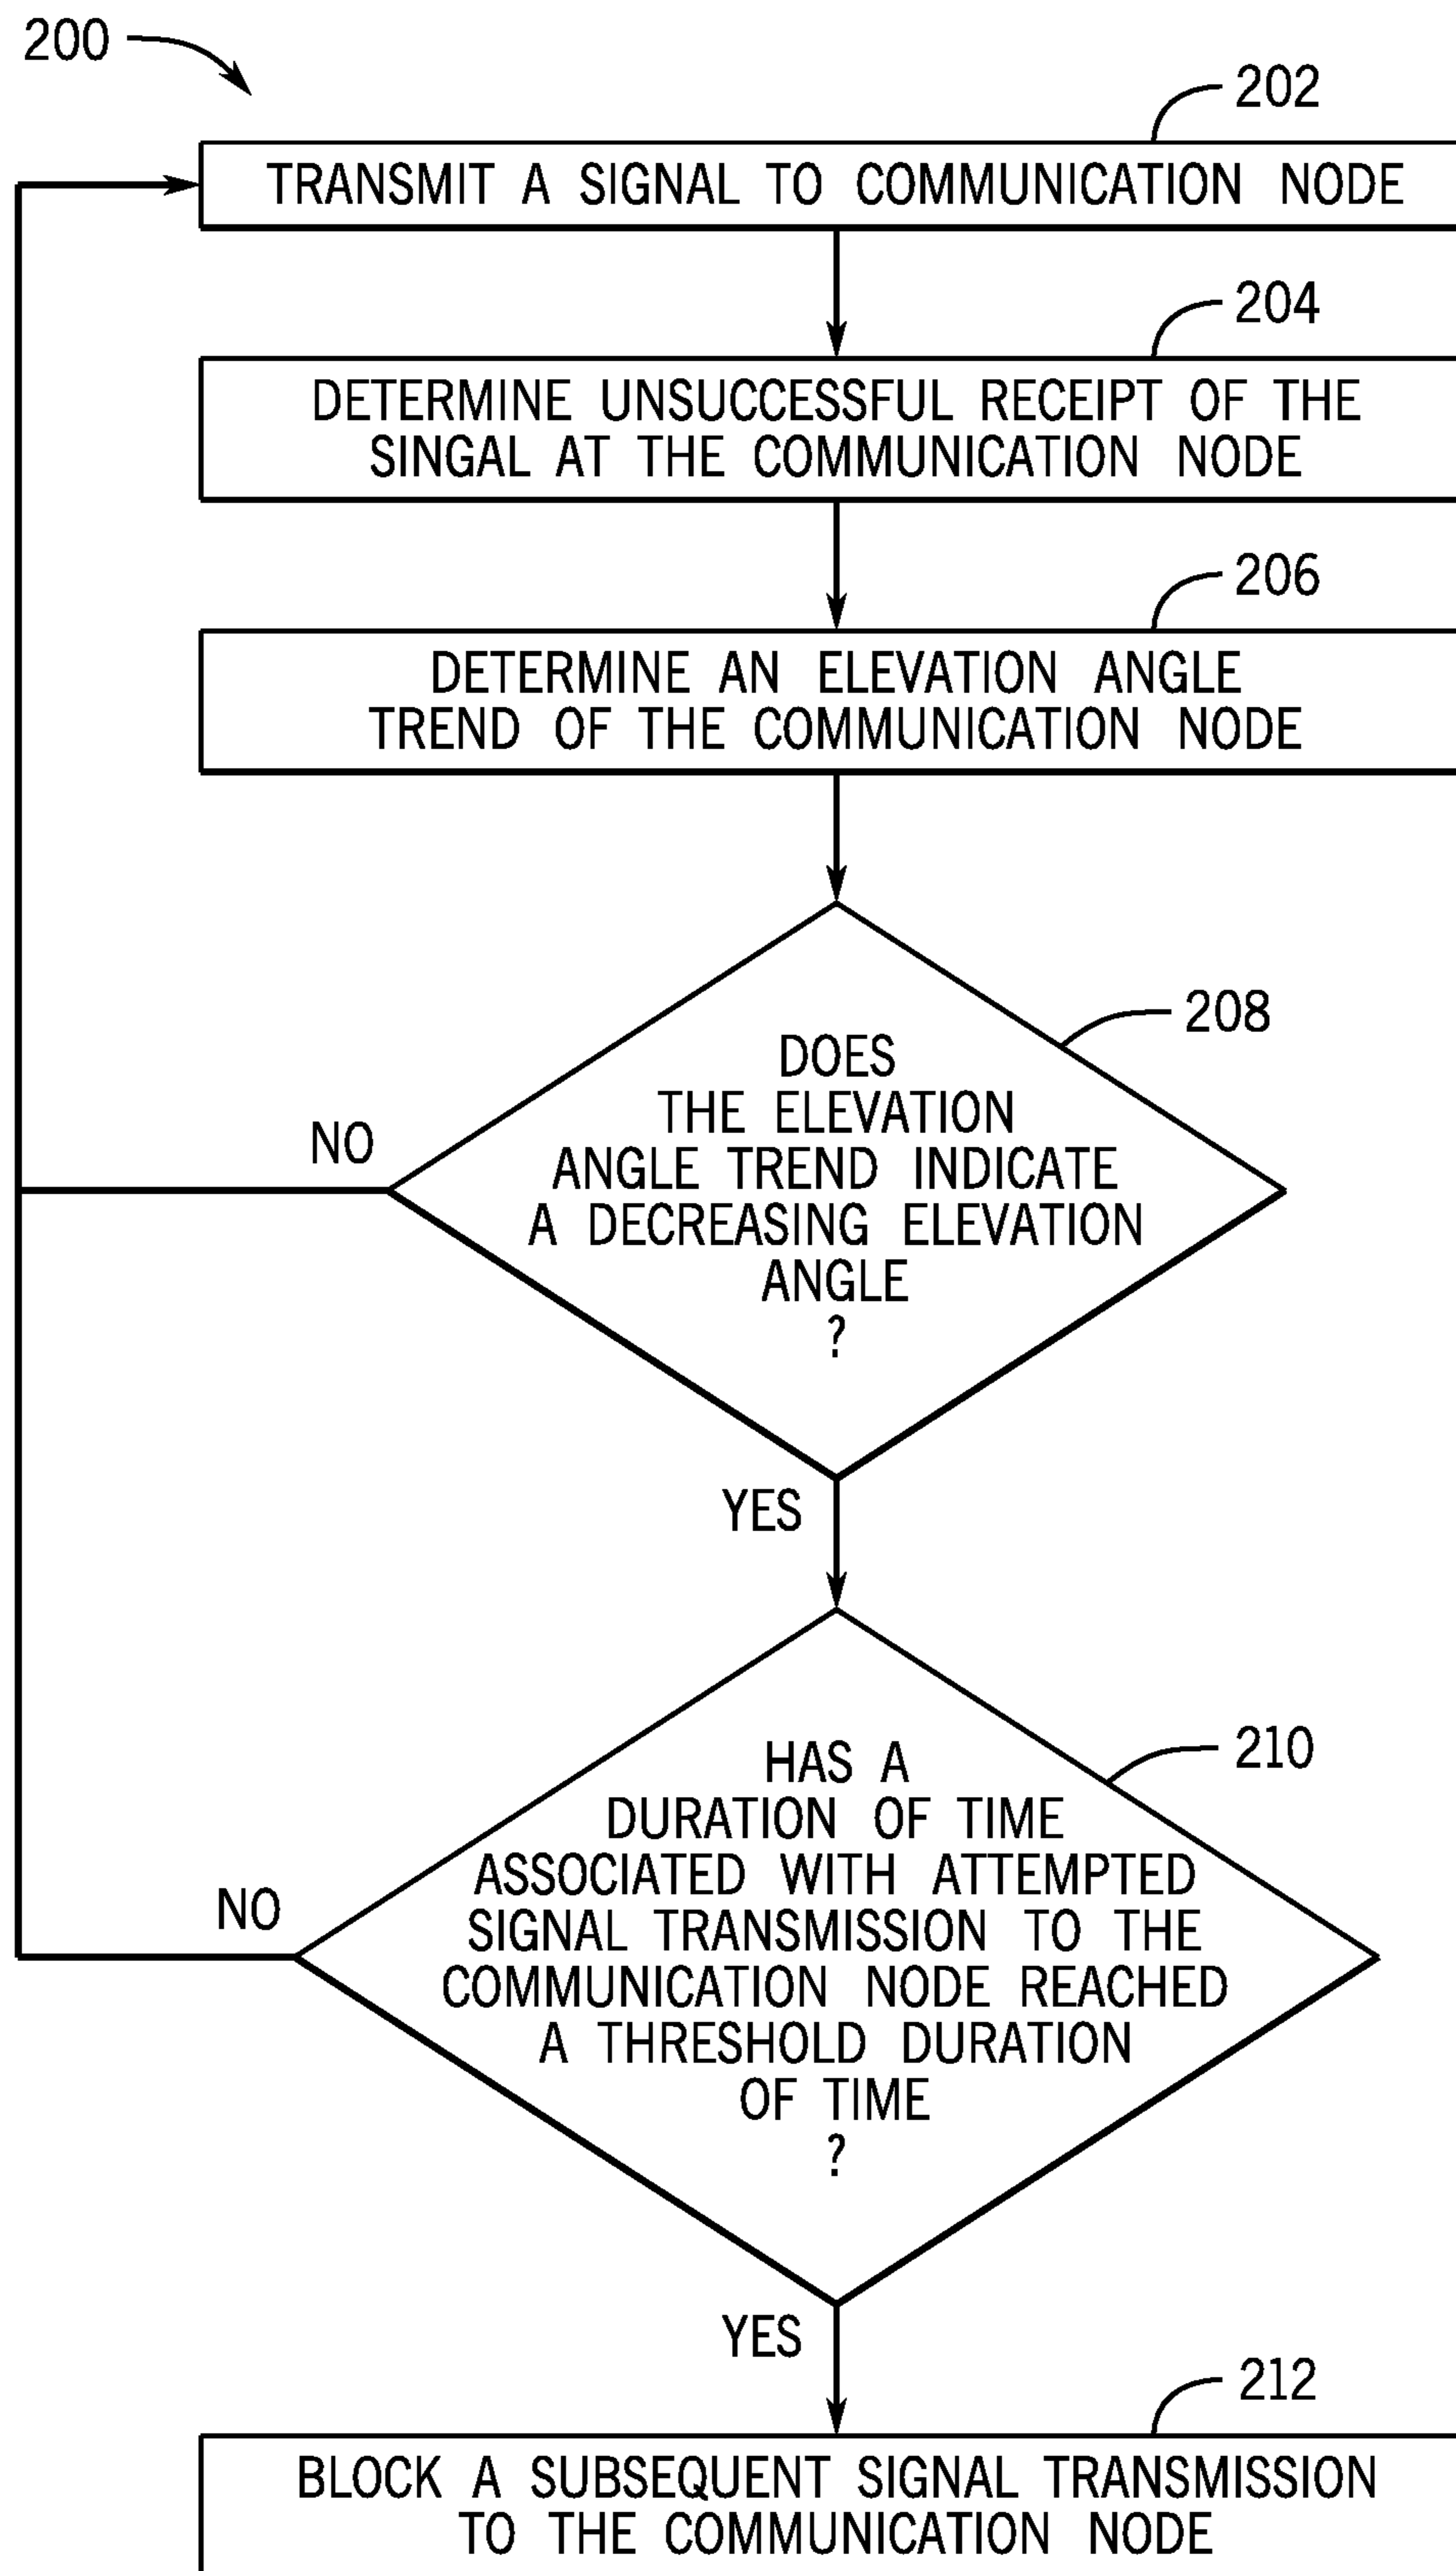 200
202
TRANSMIT A SIGNAL TO COMMUNICATION NODE
204
DETERMINE UNSUCCESSFUL RECEIPT OF THE
SINGAL AT THE COMMUNICATION NODE
206
DETERMINE AN ELEVATION ANGLE
TREND OF THE COMMUNICATION NODE
208
DOES
THE ELEVATION
ANGLE TREND INDICATE
A DECREASING ELEVATION
ANGLE
?
NO
YES
210
HAS A
DURATION OF TIME
ASSOCIATED WITH ATTEMPTED
SIGNAL TRANSMISSION TO THE
COMMUNICATION NODE REACHED
A THRESHOLD DURATION
OF TIME
?
NO
YES
212
BLOCK A SUBSEQUENT SIGNAL TRANSMISSION
TO THE COMMUNICATION NODE